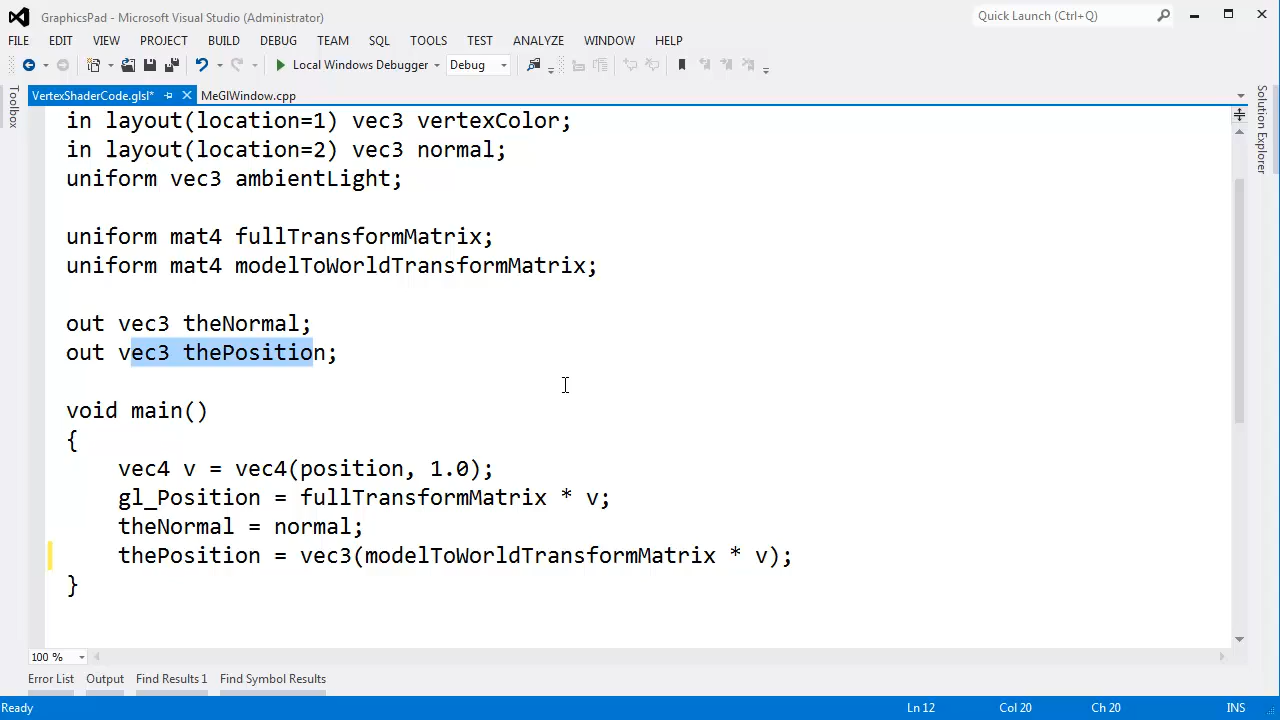 GraphicsPad - Microsoft Visual Studio (Administrator)
Quick Launch (Ctrl+Q)
FILE EDIT VIEW PROJECT BUILD DEBUG TEAM SQL TOOLS TEST ANALYZE WINDOW HELP
Local Windows Debugger Debug
Toolbox
VertexShaderCode.glsl* MeGlWindow.cpp
Solution Explorer
in layout(location=1) vec3 vertexColor;
in layout(location=2) vec3 normal;
uniform vec3 ambientLight;
uniform mat4 fullTransformMatrix;
uniform mat4 modelToWorldTransformMatrix;
out vec3 theNormal;
out vec3 thePosition;
void main()
{
vec4 v = vec4(position, 1.0);
gl_Position = fullTransformMatrix * v;
theNormal = normal;
thePosition = vec3(modelToWorldTransformMatrix * v);
}
100 %
Error List Output Find Results 1 Find Symbol Results
Ready Ln 12 Col 20 Ch 20 INS